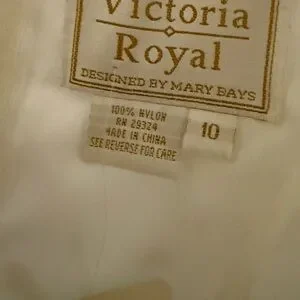 Victoria
Royal
DESIGNED BY MARY BAYS
100% NYLON
RN 29324
MADE IN CHINA
SEE REVERSE FOR CARE
10